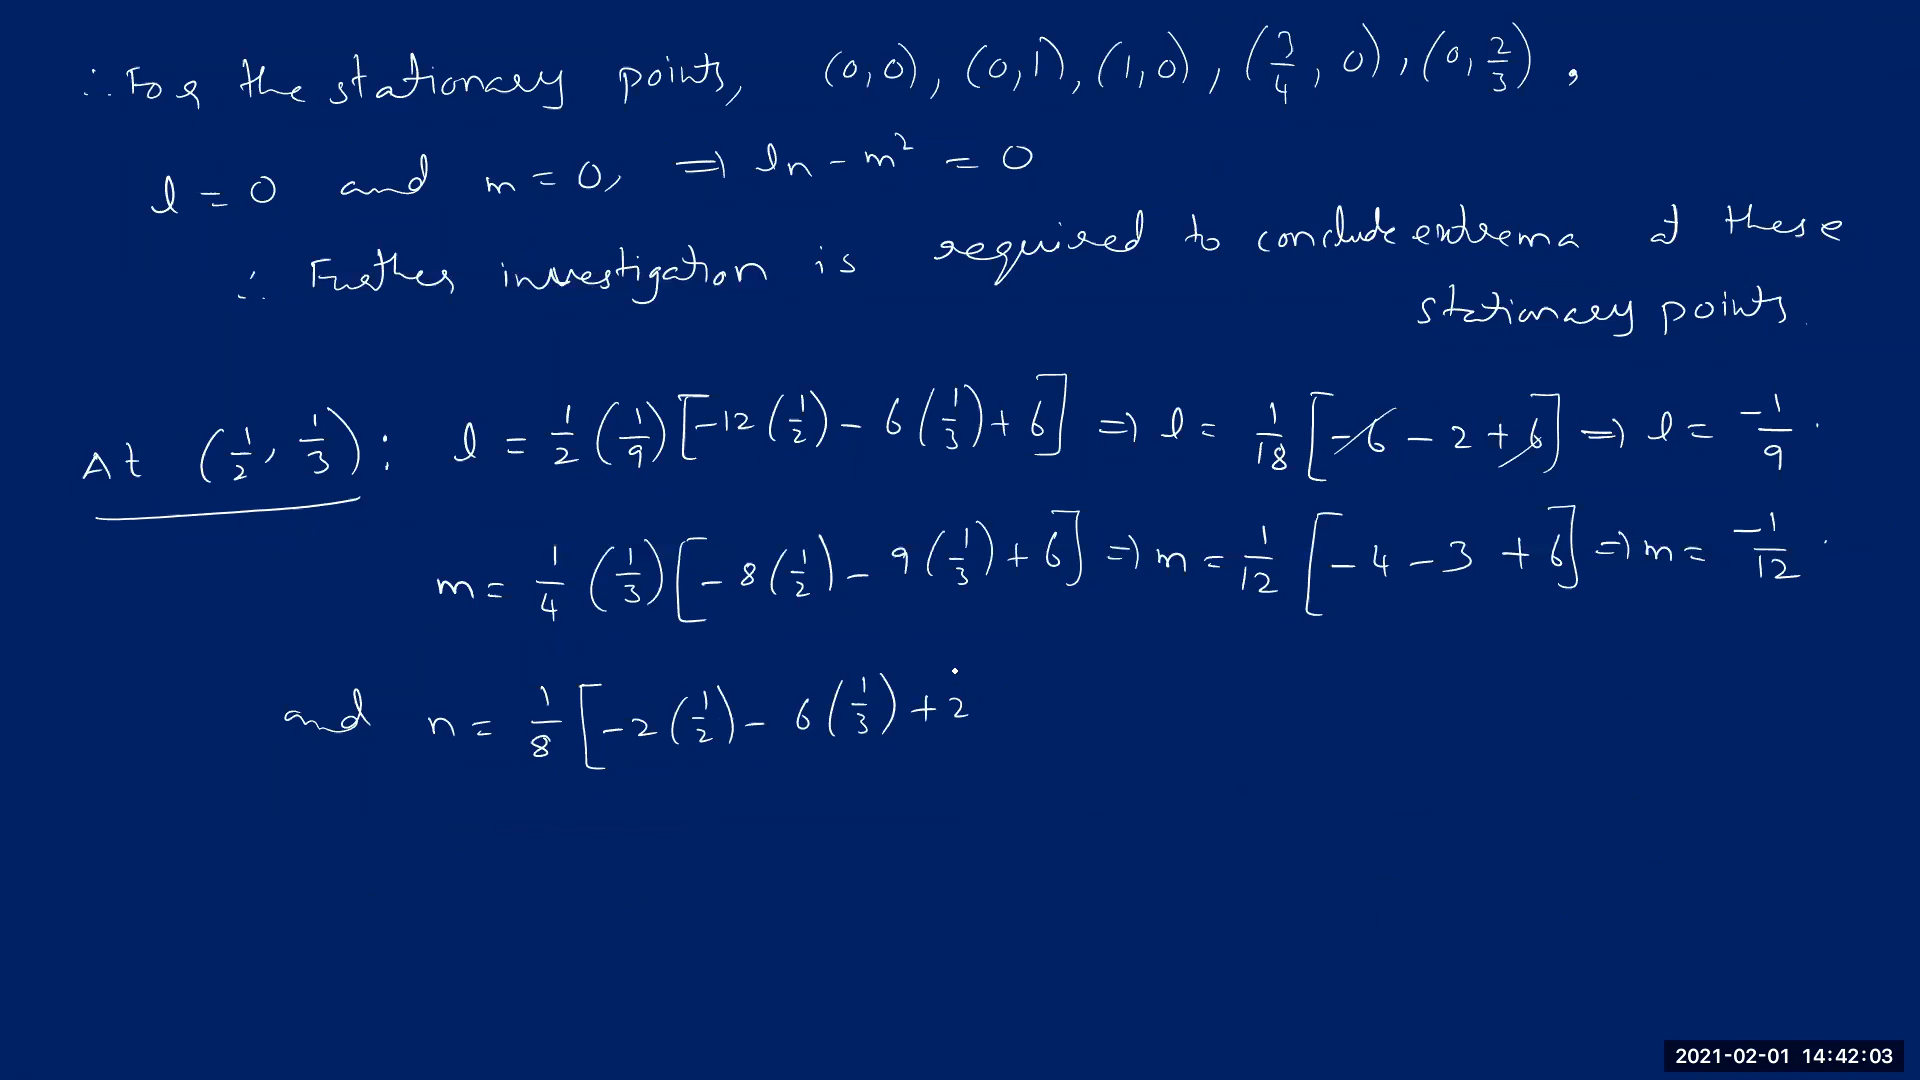 ∴ For the stationary points, (0,0), (0,1), (1,0), (3/4, 0), (0, 2/3),
l = 0 and m = 0, ⇒ ln - m² = 0
∴ Further investigation is required to conclude extrema at these
stationary points.
At (1/2, 1/3): l = 1/2 (1/9) [-12(1/2) - 6(1/3) + 6] ⇒ l = 1/18 [-6 - 2 + 6] ⇒ l = -1/9.
m = 1/4 (1/3) [-8(1/2) - 9(1/3) + 6] ⇒ m = 1/12 [-4 - 3 + 6] ⇒ m = -1/12.
and n = 1/8 [-2(1/2) - 6(1/3) + 2
2021-02-01 14:42:03